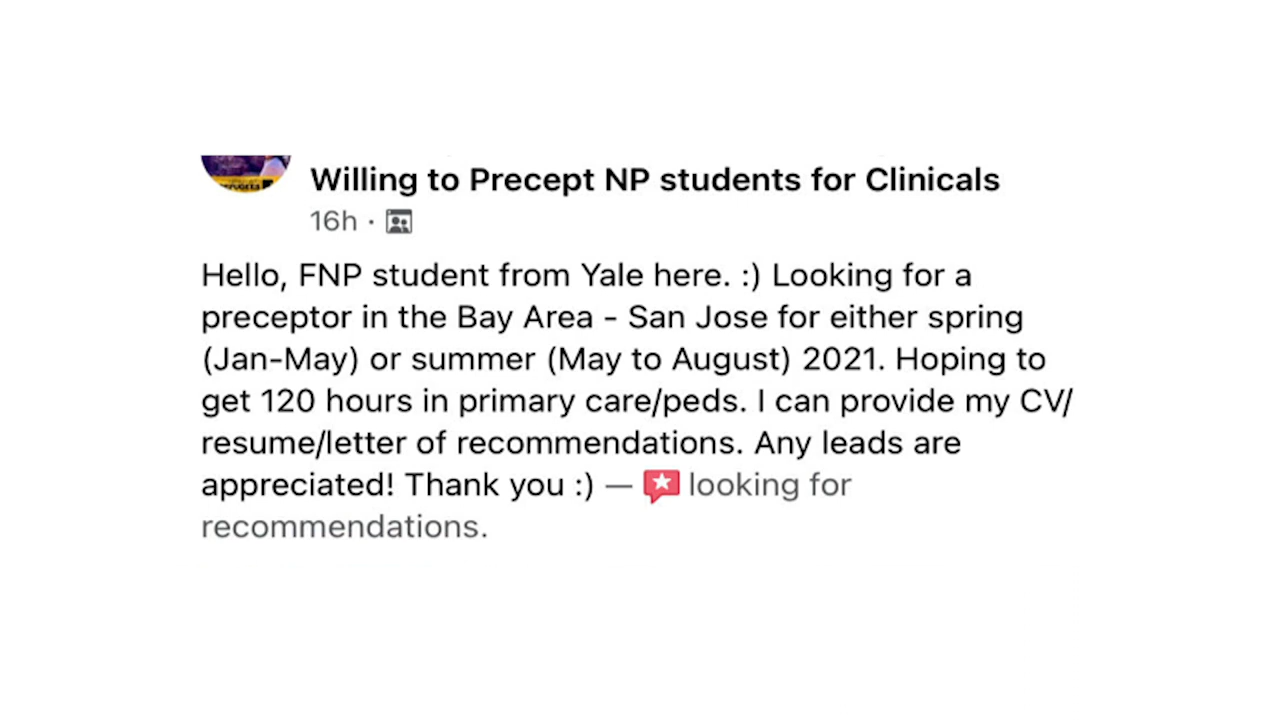 Willing to Precept NP students for Clinicals
16h ·
Hello, FNP student from Yale here. :) Looking for a
preceptor in the Bay Area - San Jose for either spring
(Jan-May) or summer (May to August) 2021. Hoping to
get 120 hours in primary care/peds. I can provide my CV/
resume/letter of recommendations. Any leads are
appreciated! Thank you :) — looking for
recommendations.